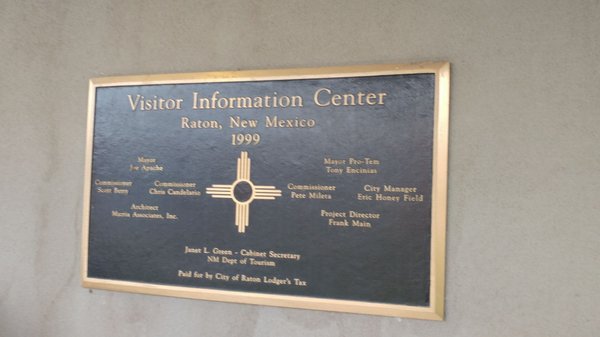 Visitor Information Center
Raton, New Mexico
1999
Mayor
Joe Apache
Mayor Pro-Tem
Tony Encinias
Commissioner
Scott Berry
Commissioner
Chris Candelario
Commissioner
Pete Mileta
City Manager
Eric Honey Field
Architect
Associates, Inc.
Project Director
Frank Main
Janet L. Green - Cabinet Secretary
NM Dept of Tourism
Paid for by City of Raton Lodger's Tax